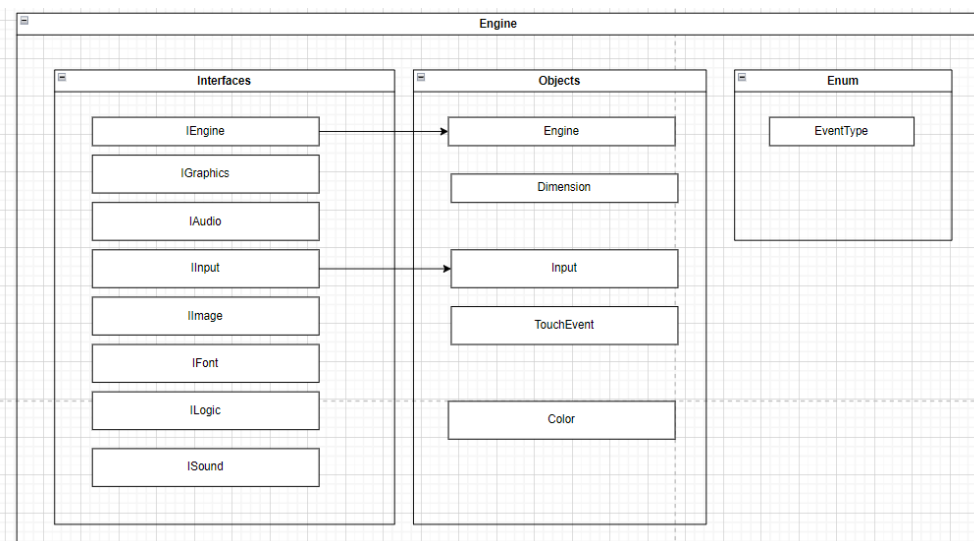 Engine
Interfaces
IEngine
IGraphics
IAudio
IInput
IImage
IFont
ILogic
ISound
Objects
Engine
Dimension
Input
TouchEvent
Color
Enum
EventType